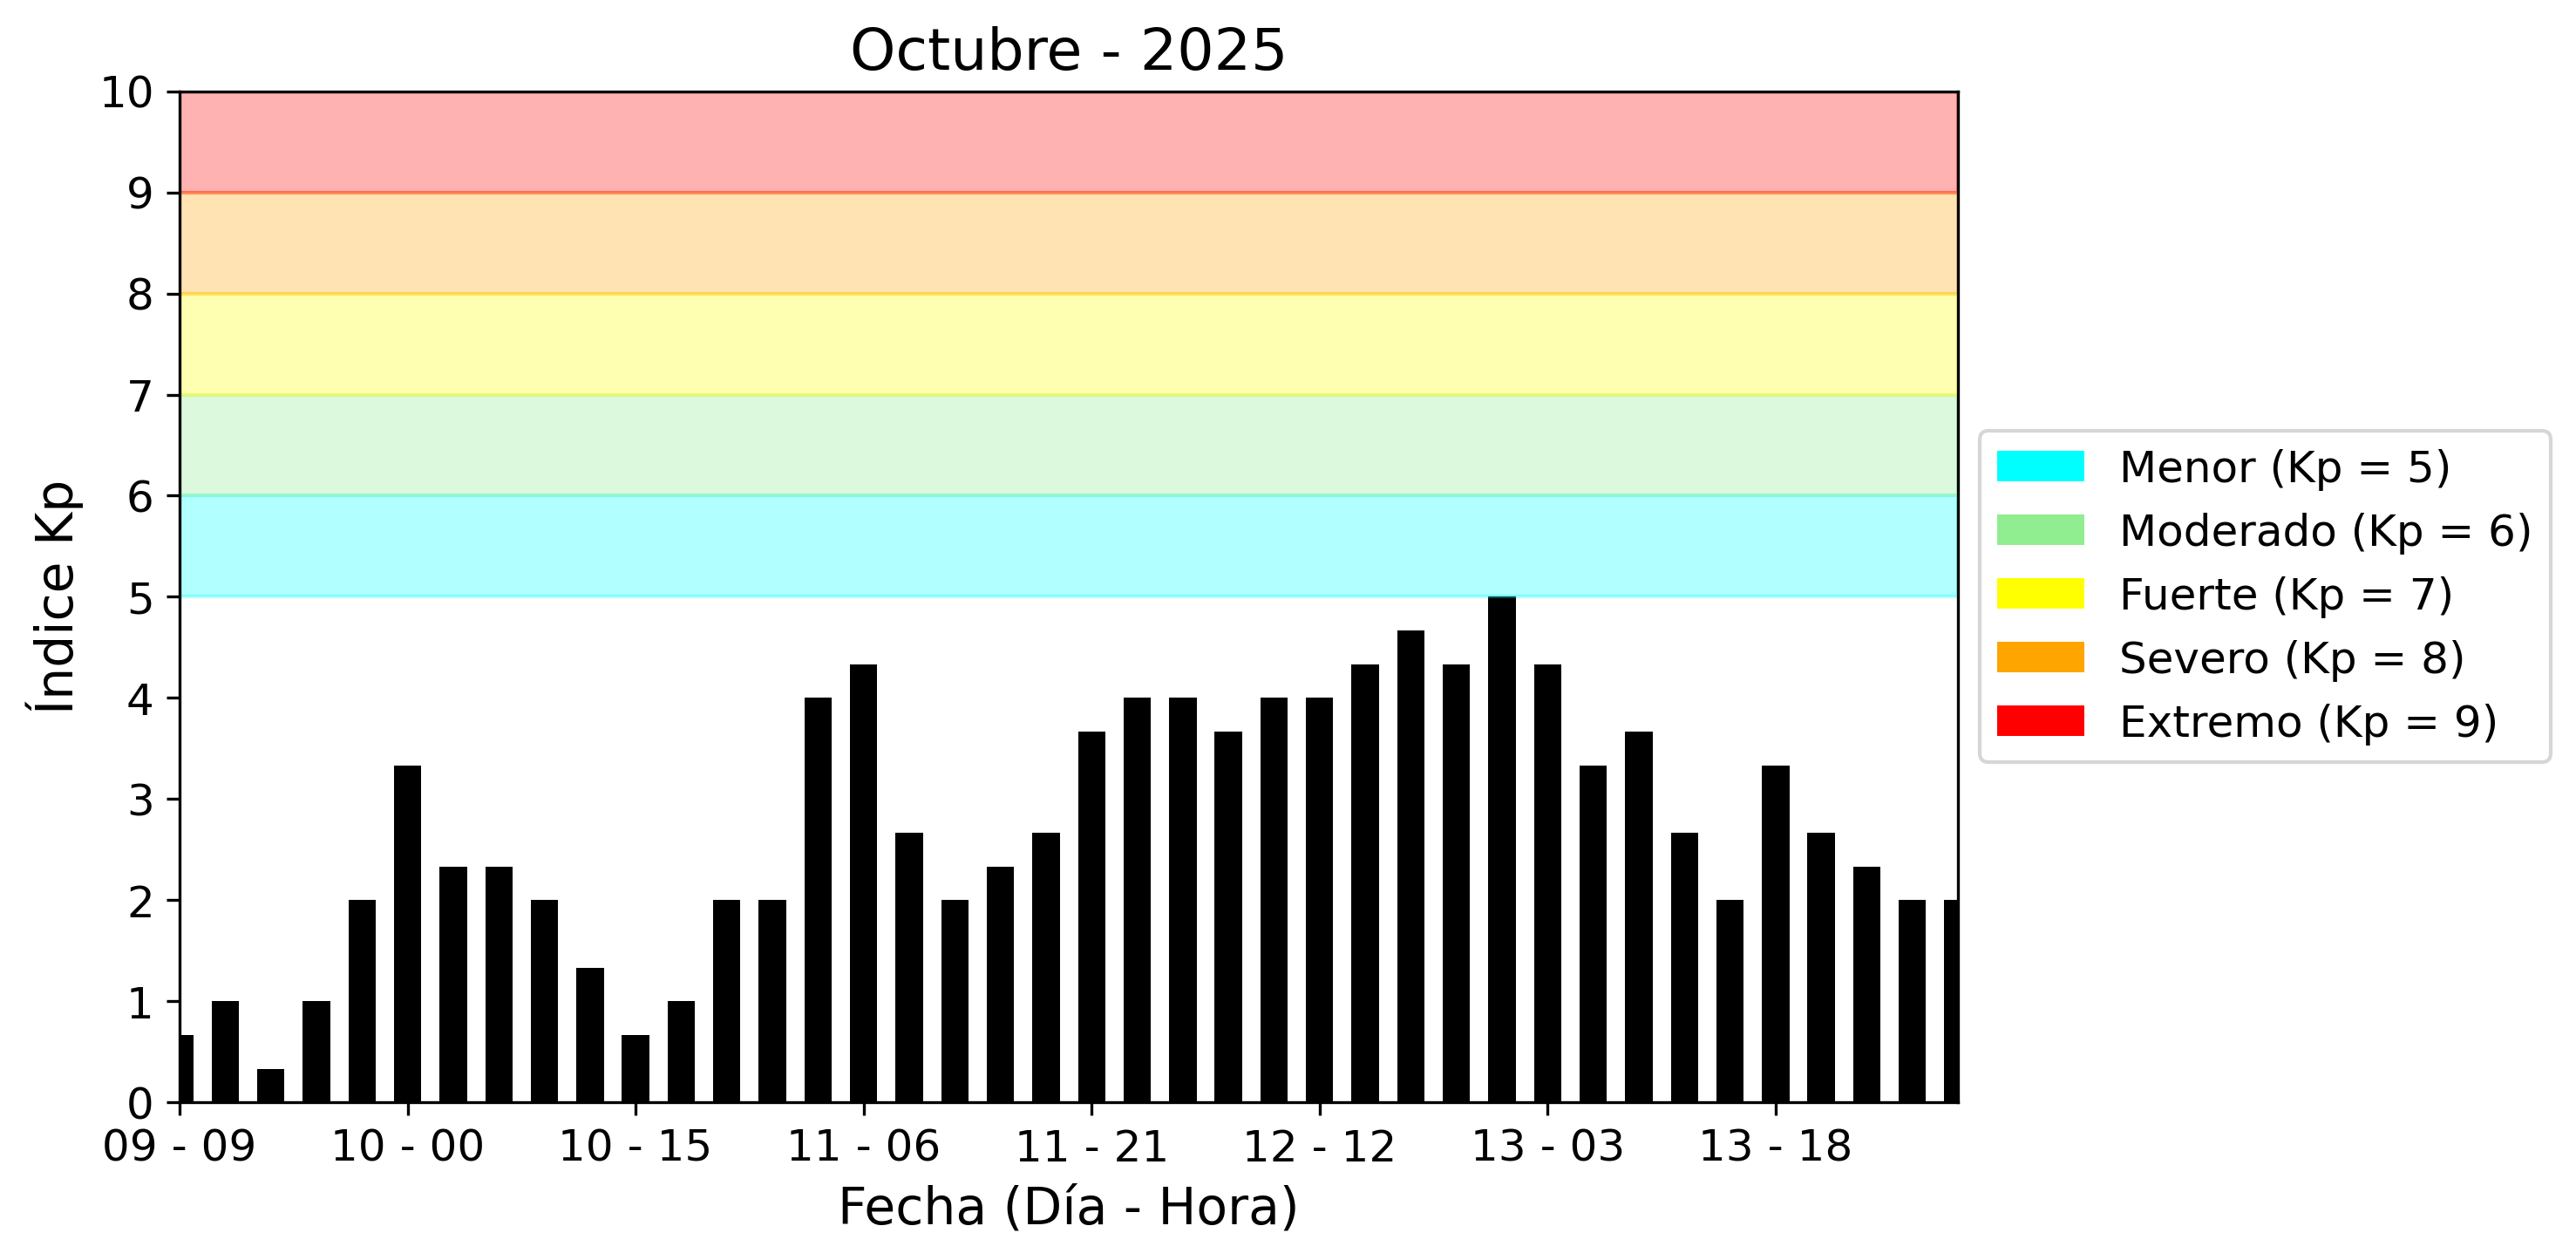 Octubre - 2025
10
9
8
7
6
5
4
3
2
1
0
Índice Kp
09 - 09
10 - 00
10 - 15
11 - 06
11 - 21
12 - 12
13 - 03
13 - 18
Fecha (Día - Hora)
Menor (Kp = 5)
Moderado (Kp = 6)
Fuerte (Kp = 7)
Severo (Kp = 8)
Extremo (Kp = 9)